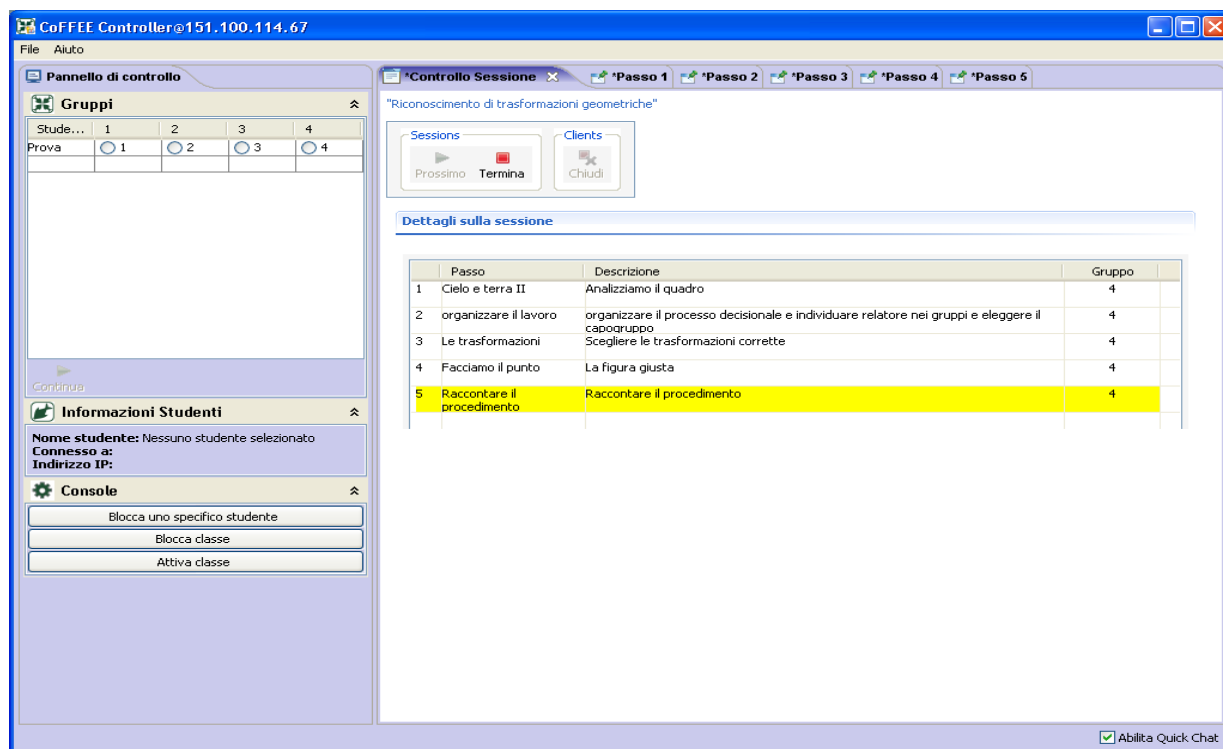 CoFFEE Controller@151.100.114.67
File Aiuto
Pannello di controllo
Gruppi
Stude... 1 2 3 4
Prova 1 2 3 4
Continua
Informazioni Studenti
Nome studente: Nessuno studente selezionato
Connesso a:
Indirizzo IP:
Console
Blocca uno specifico studente
Blocca classe
Attiva classe
*Controllo Sessione *Passo 1 *Passo 2 *Passo 3 *Passo 4 *Passo 5
"Riconoscimento di trasformazioni geometriche"
Sessions Clients
Prossimo Termina Chiudi
Dettagli sulla sessione
Passo Descrizione Gruppo
1 Cielo e terra II Analizziamo il quadro 4
2 organizzare il lavoro organizzare il processo decisionale e individuare relatore nei gruppi e eleggere il 4
capogruppo
3 Le trasformazioni Scegliere le trasformazioni corrette 4
4 Facciamo il punto La figura giusta 4
5 Raccontare il Raccontare il procedimento 4
procedimento
Abilita Quick Chat